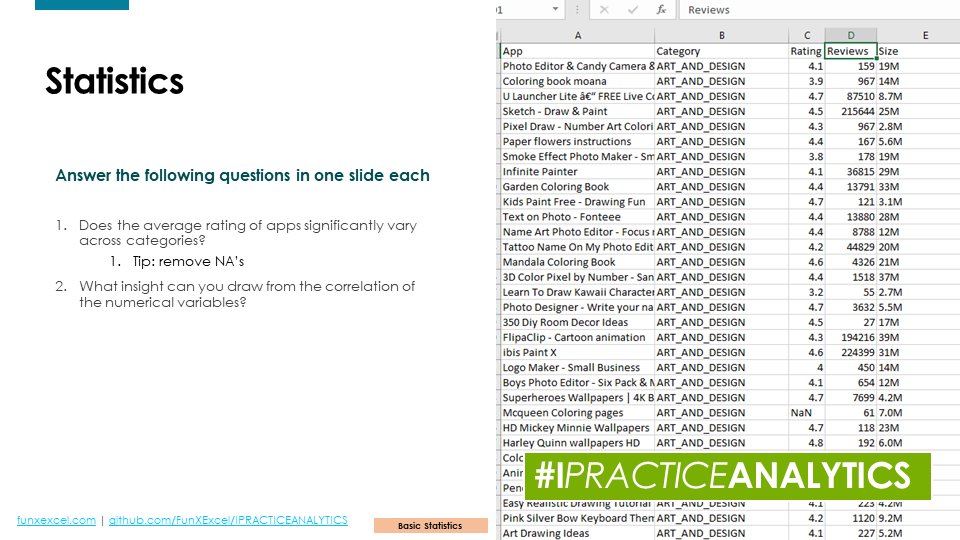 Statistics
Answer the following questions in one slide each
1. Does the average rating of apps significantly vary
across categories?
1. Tip: remove NA’s
2. What insight can you draw from the correlation of
the numerical variables?
funxexcel.com | github.com/FunXExcel/IPRACTICEANALYTICS
Basic Statistics
fx Reviews
A B C D E
App Category Rating Reviews Size
Photo Editor & Candy Camera & ART_AND_DESIGN 4.1 159 19M
Coloring book moana ART_AND_DESIGN 3.9 967 14M
U Launcher Lite â€“ FREE Live Co ART_AND_DESIGN 4.7 87510 8.7M
Sketch - Draw & Paint ART_AND_DESIGN 4.5 215644 25M
Pixel Draw - Number Art Colori ART_AND_DESIGN 4.3 967 2.8M
Paper flowers instructions ART_AND_DESIGN 4.4 167 5.6M
Smoke Effect Photo Maker - Sm ART_AND_DESIGN 3.8 178 19M
Infinite Painter ART_AND_DESIGN 4.1 36815 29M
Garden Coloring Book ART_AND_DESIGN 4.4 13791 33M
Kids Paint Free - Drawing Fun ART_AND_DESIGN 4.7 121 3.1M
Text on Photo - Fonteee ART_AND_DESIGN 4.4 13880 28M
Name Art Photo Editor - Focus ART_AND_DESIGN 4.4 8788 12M
Tattoo Name On My Photo Edit ART_AND_DESIGN 4.2 44829 20M
Mandala Coloring Book ART_AND_DESIGN 4.6 4326 21M
3D Color Pixel by Number - San ART_AND_DESIGN 4.4 1518 37M
Learn To Draw Kawaii Character ART_AND_DESIGN 3.2 55 2.7M
Photo Designer - Write your na ART_AND_DESIGN 4.7 3632 5.5M
350 Diy Room Decor Ideas ART_AND_DESIGN 4.5 27 17M
FlipaClip - Cartoon animation ART_AND_DESIGN 4.3 194216 39M
ibis Paint X ART_AND_DESIGN 4.6 224399 31M
Logo Maker - Small Business ART_AND_DESIGN 4 450 14M
Boys Photo Editor - Six Pack & M ART_AND_DESIGN 4.1 654 12M
Superheroes Wallpapers | 4K B ART_AND_DESIGN 4.7 7699 4.2M
Mcqueen Coloring pages ART_AND_DESIGN NaN 61 7.0M
HD Mickey Minnie Wallpapers ART_AND_DESIGN 4.7 118 23M
Harley Quinn wallpapers HD ART_AND_DESIGN 4.8 192 6.0M
#IPRACTICEANALYTICS
Easy Realistic Drawing Tutorial ART_AND_DESIGN 4.1 223 4.2M
Pink Silver Bow Keyboard Them ART_AND_DESIGN 4.2 1120 9.2M
Art Drawing Ideas ART_AND_DESIGN 4.1 227 5.2M